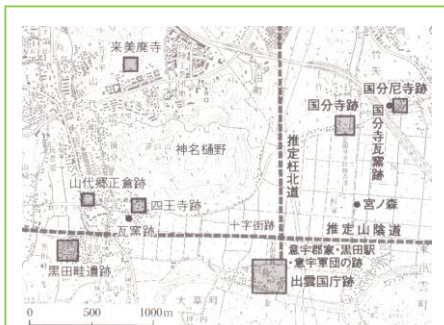 来美廃寺
国分尼寺跡
国分寺跡
国分寺瓦窯跡
神名樋野
推定枉北道
山代郷正倉跡
四王寺跡
宮ノ森
瓦窯跡
十字街跡
推定山陰道
黒田畦遺跡
意宇郡家・黒田駅
・意宇軍団の跡
出雲国庁跡
大草町
0 500 1000m